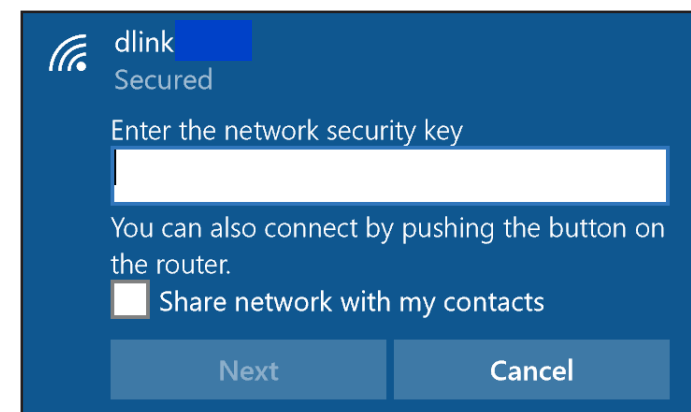 dlink
Secured
Enter the network security key
You can also connect by pushing the button on
the router.
Share network with my contacts
Next
Cancel